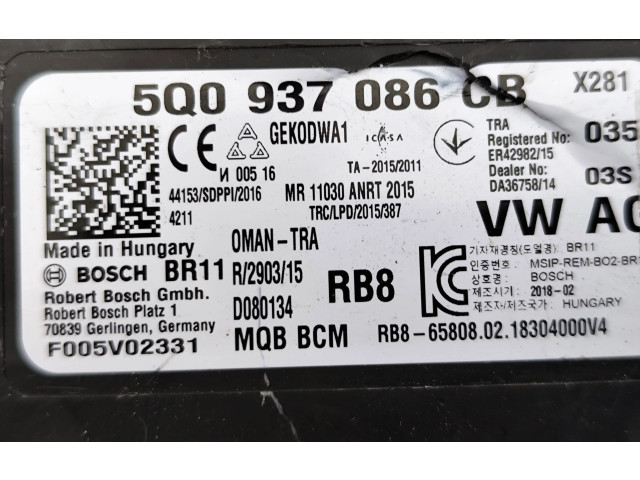 5Q0 937 086 CB X281
CE GEKODWA1 ICASA TRA
Registered No: 035
И 005 16 TA-2015/2011 ER42982/15
Dealer No: 03S
44153/SDPPI/2016 MR 11030 ANRT 2015 DA36758/14
4211 TRC/LPD/2015/387
VW AG
Made in Hungary OMAN-TRA
BOSCH BR11 R/2903/15
Robert Bosch Gmbh. D080134 RB8
Robert Bosch Platz 1
70839 Gerlingen, Germany
F005V02331 MQB BCM RB8-65808.02.18304000V4
기자재명칭(모델명): BR11
인증번호: MSIP-REM-BO2-BR1
상호명: BOSCH
제조시기: 2018-02
제조자/제조국가: HUNGARY